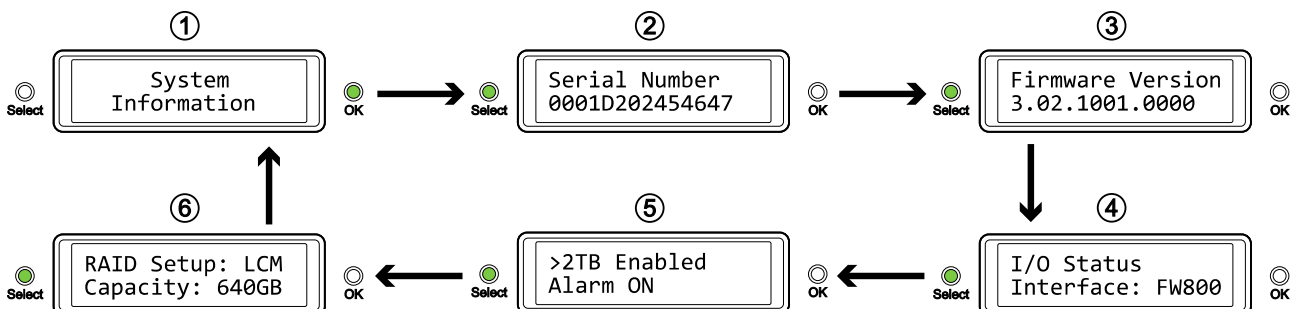 ①
System
Information
Select
OK
②
Serial Number
0001D202454647
Select
OK
③
Firmware Version
3.02.1001.0000
Select
OK
④
I/O Status
Interface: FW800
Select
OK
⑤
>2TB Enabled
Alarm ON
Select
OK
⑥
RAID Setup: LCM
Capacity: 640GB
Select
OK